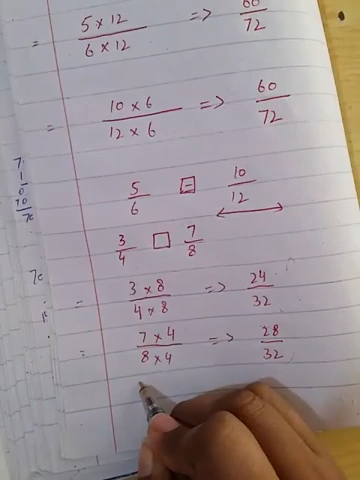 = 5 × 12 / 6 × 12 => 60 / 72
= 10 × 6 / 12 × 6 => 60 / 72
5/6 = 10/12
3/4 □ 7/8
= 3 × 8 / 4 × 8 => 24 / 32
= 7 × 4 / 8 × 4 => 28 / 32